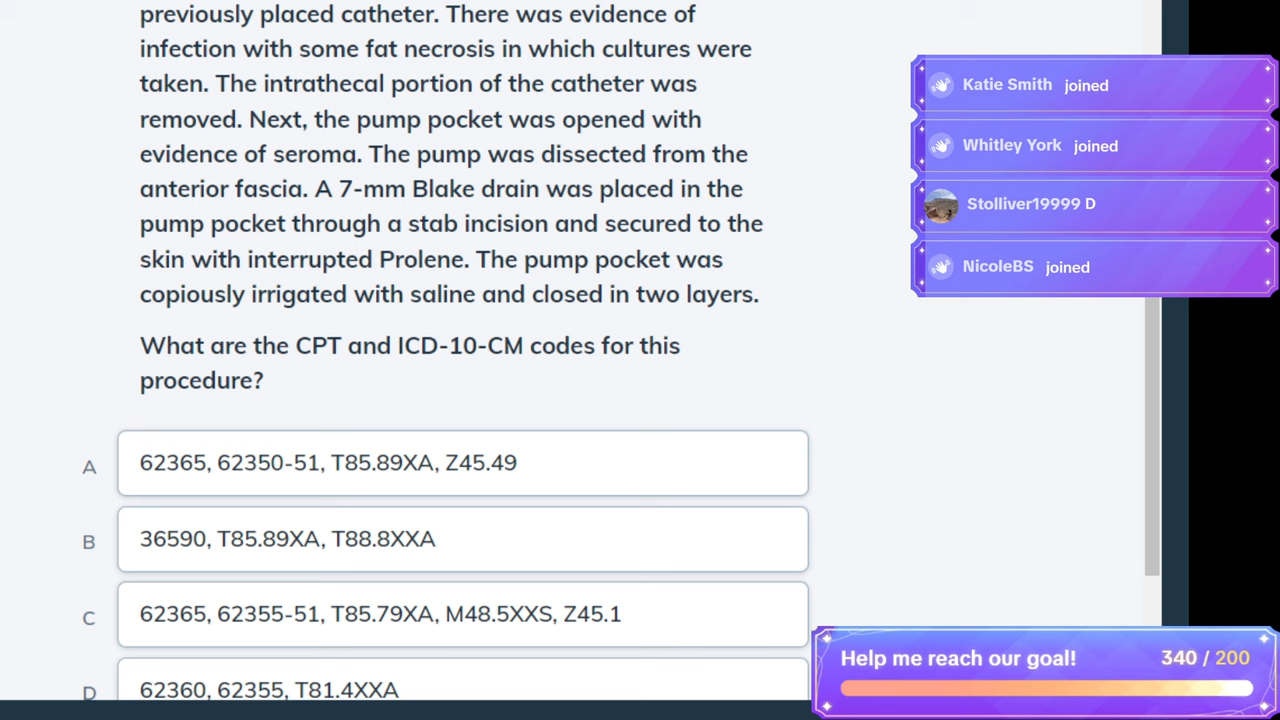 previously placed catheter. There was evidence of
infection with some fat necrosis in which cultures were
taken. The intrathecal portion of the catheter was
removed. Next, the pump pocket was opened with
evidence of seroma. The pump was dissected from the
anterior fascia. A 7-mm Blake drain was placed in the
pump pocket through a stab incision and secured to the
skin with interrupted Prolene. The pump pocket was
copiously irrigated with saline and closed in two layers.
What are the CPT and ICD-10-CM codes for this
procedure?
A 62365, 62350-51, T85.89XA, Z45.49
B 36590, T85.89XA, T88.8XXA
C 62365, 62355-51, T85.79XA, M48.5XXS, Z45.1
D 62360, 62355, T81.4XXA
Katie Smith joined
Whitley York joined
Stolliver19999 D
NicoleBS joined
Help me reach our goal! 340 / 200